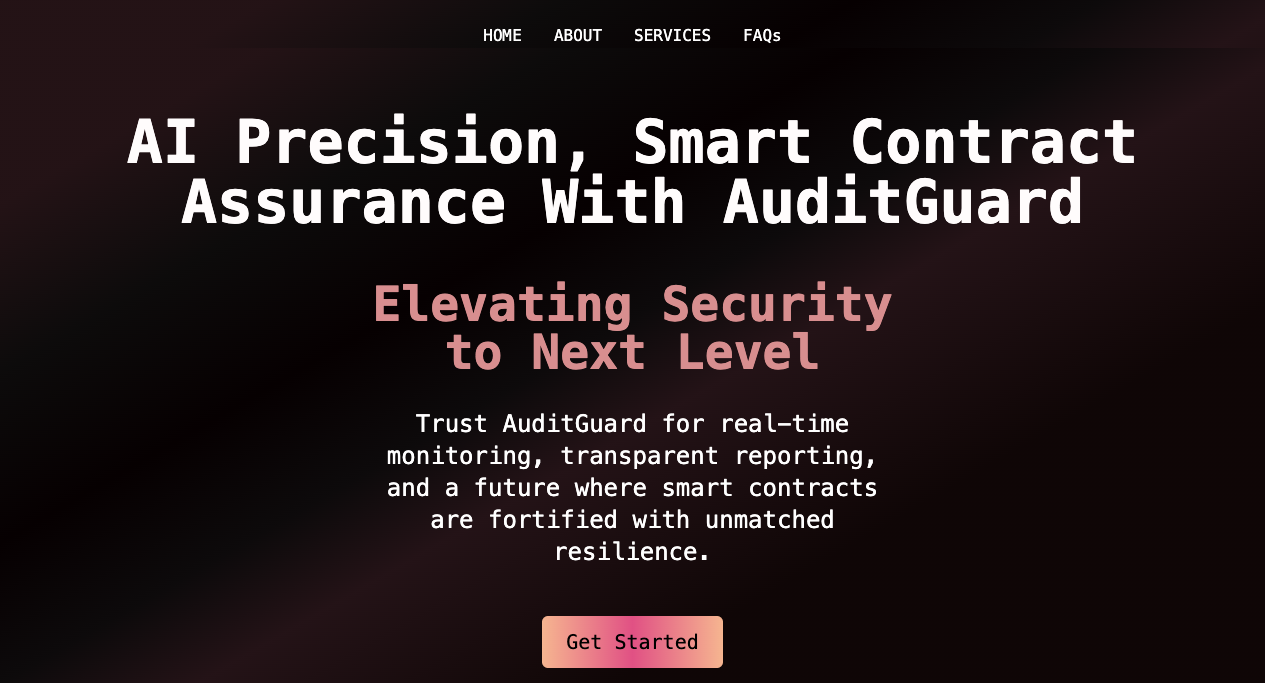 HOME ABOUT SERVICES FAQs
AI Precision, Smart Contract
Assurance With AuditGuard
Elevating Security
to Next Level
Trust AuditGuard for real-time
monitoring, transparent reporting,
and a future where smart contracts
are fortified with unmatched
resilience.
Get Started